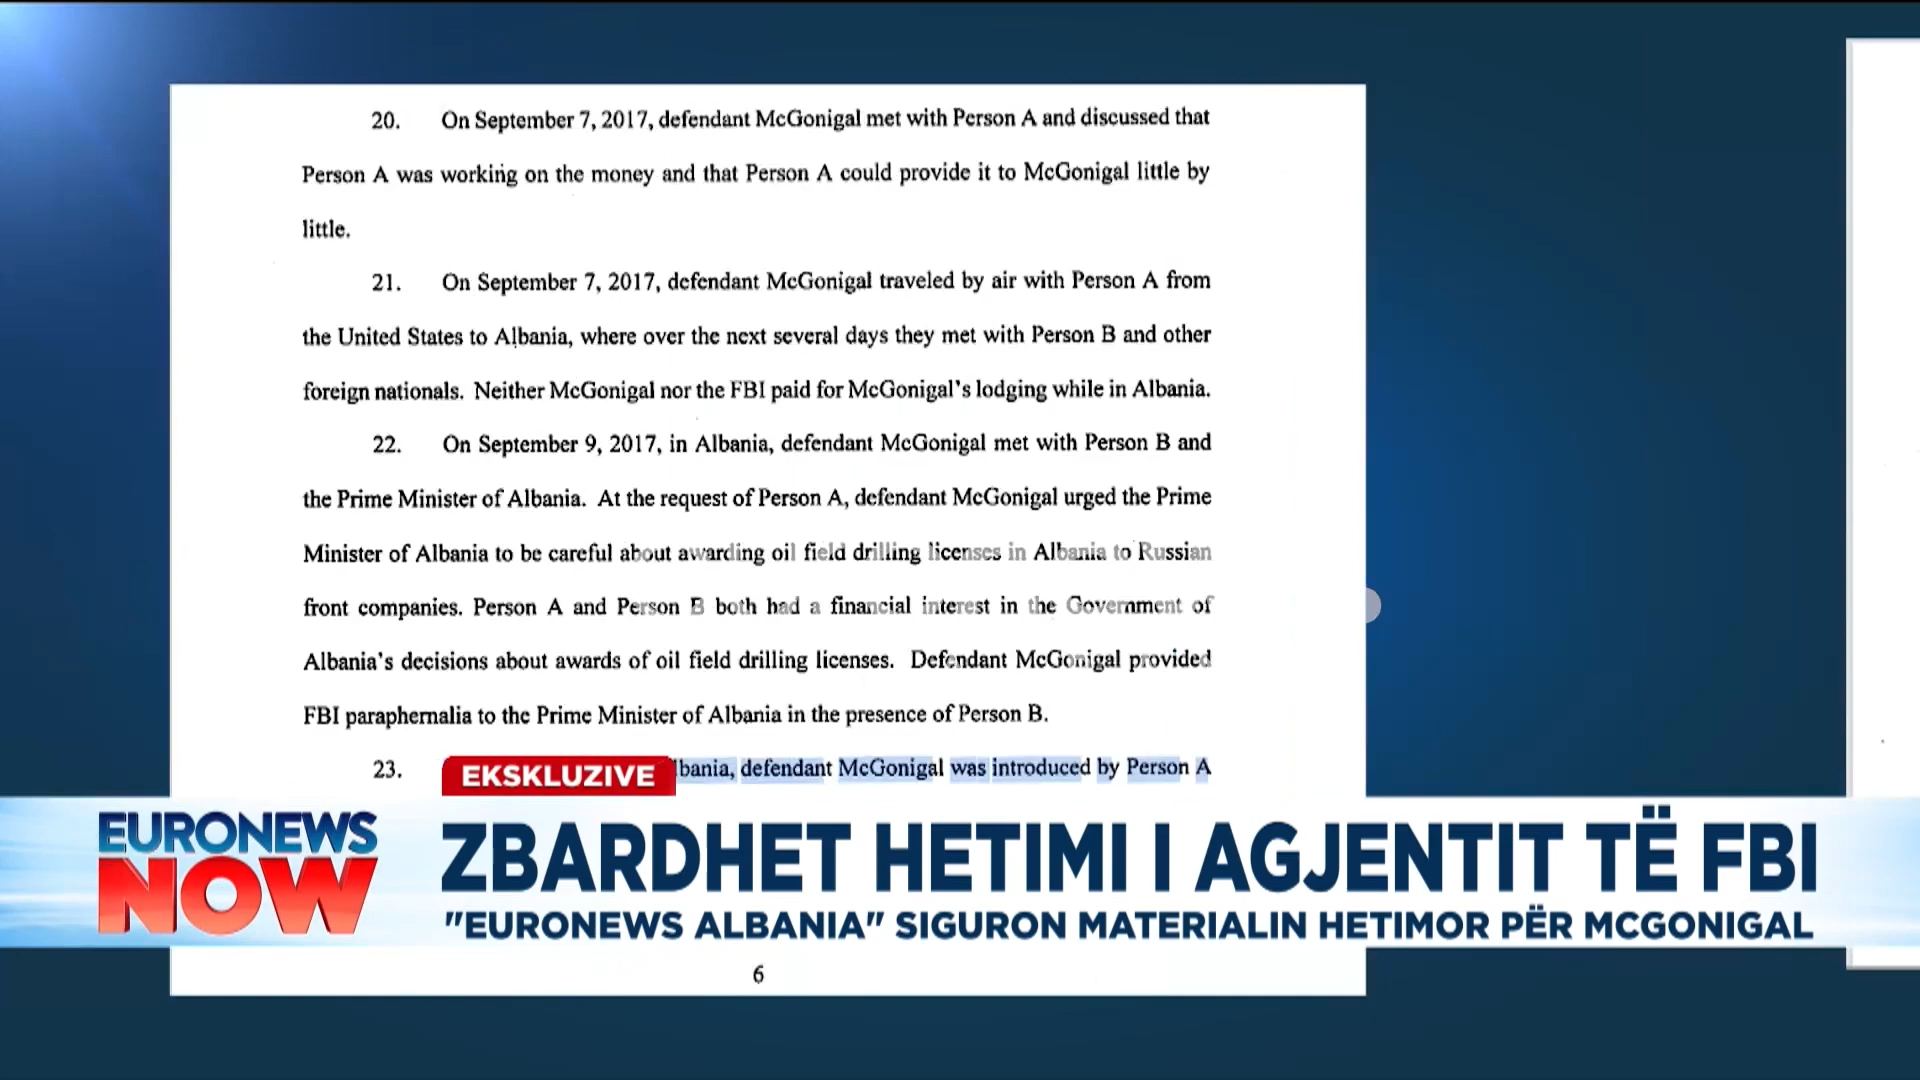 20. On September 7, 2017, defendant McGonigal met with Person A and discussed that
Person A was working on the money and that Person A could provide it to McGonigal little by
little.
21. On September 7, 2017, defendant McGonigal traveled by air with Person A from
the United States to Albania, where over the next several days they met with Person B and other
foreign nationals. Neither McGonigal nor the FBI paid for McGonigal's lodging while in Albania.
22. On September 9, 2017, in Albania, defendant McGonigal met with Person B and
the Prime Minister of Albania. At the request of Person A, defendant McGonigal urged the Prime
Minister of Albania to be careful about awarding oil field drilling licenses in Albania to Russian
front companies. Person A and Person B both had a financial interest in the Government of
Albania's decisions about awards of oil field drilling licenses. Defendant McGonigal provided
FBI paraphernalia to the Prime Minister of Albania in the presence of Person B.
23. lbania, defendant McGonigal was introduced by Person A
EKSKLUZIVE
EURONEWS
NOW
ZBARDHET HETIMI I AGJENTIT TË FBI
"EURONEWS ALBANIA" SIGURON MATERIALIN HETIMOR PËR MCGONIGAL
6